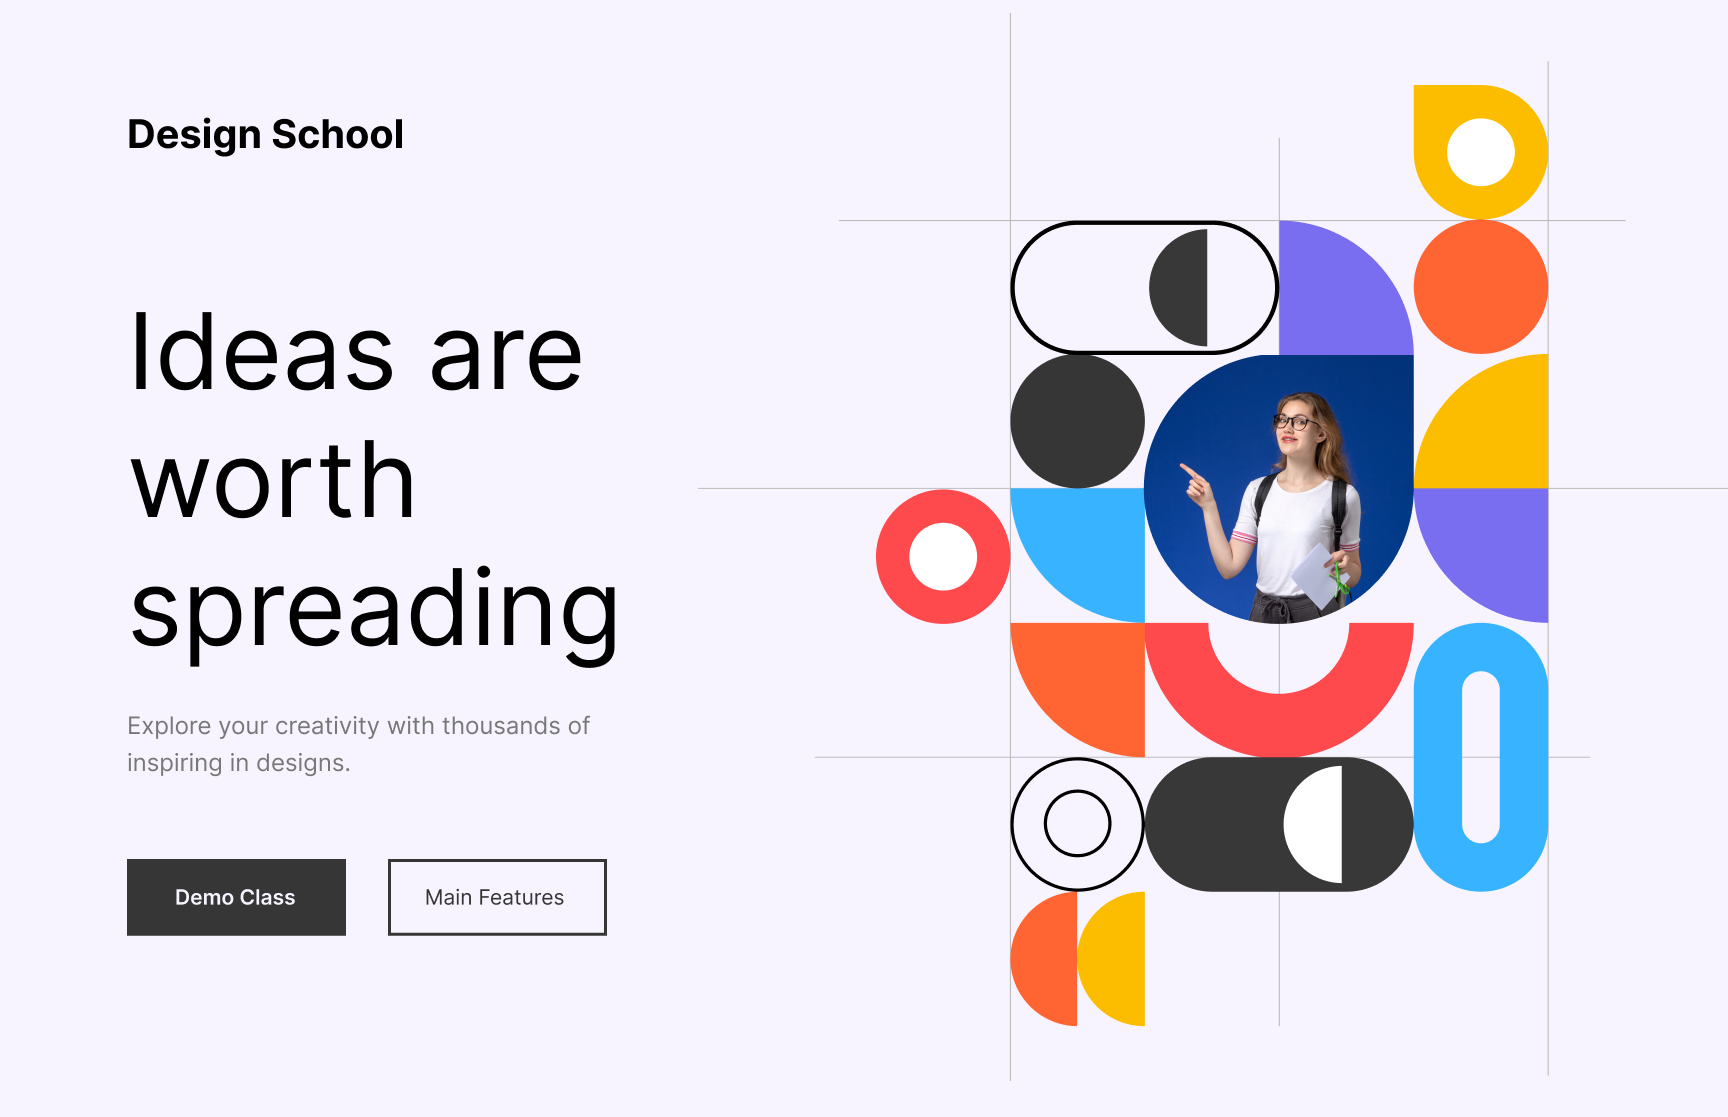 Design School
Ideas are
worth
spreading
Explore your creativity with thousands of
inspiring in designs.
Demo Class
Main Features